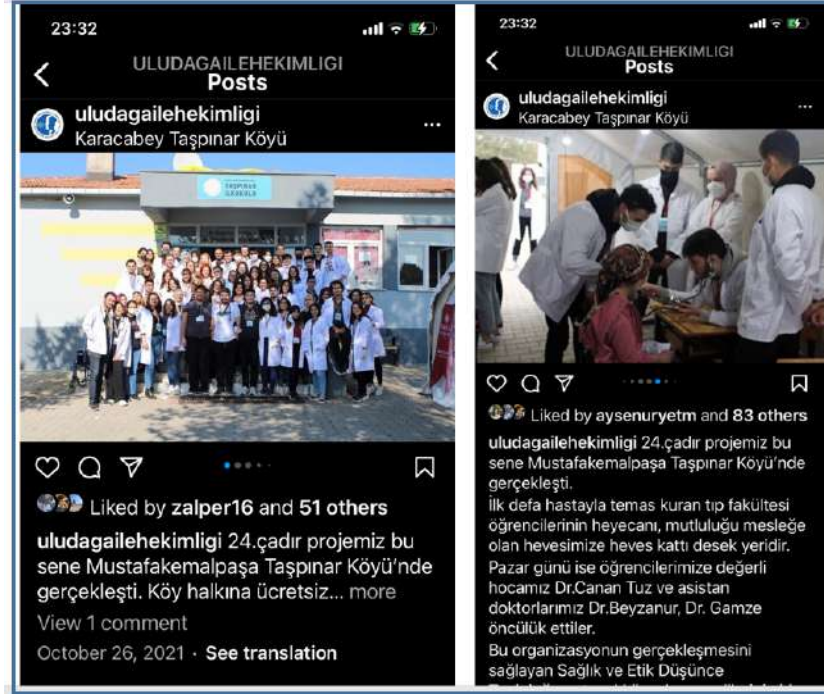 23:32
ULUDAGAILEHEKIMLIGI
Posts
uludagailehekimligi
Karacabey Taşpınar Köyü
TAŞPINAR
İLKOKULU
Liked by zalper16 and 51 others
uludagailehekimligi 24.çadır projemiz bu
sene Mustafakemalpaşa Taşpınar Köyü'nde
gerçekleşti. Köy halkına ücretsiz... more
View 1 comment
October 26, 2021 · See translation
23:32
ULUDAGAILEHEKIMLIGI
Posts
uludagailehekimligi
Karacabey Taşpınar Köyü
Liked by aysenuryetm and 83 others
uludagailehekimligi 24.çadır projemiz bu
sene Mustafakemalpaşa Taşpınar Köyü'nde
gerçekleşti.
İlk defa hastayla temas kuran tıp fakültesi
öğrencilerinin heyecanı, mutluluğu mesleğe
olan hevesimize heves kattı desek yeridir.
Pazar günü ise öğrencilerimize değerli
hocamız Dr.Canan Tuz ve asistan
doktorlarımız Dr.Beyzanur, Dr. Gamze
öncülük ettiler.
Bu organizasyonun gerçekleşmesini
sağlayan Sağlık ve Etik Düşünce